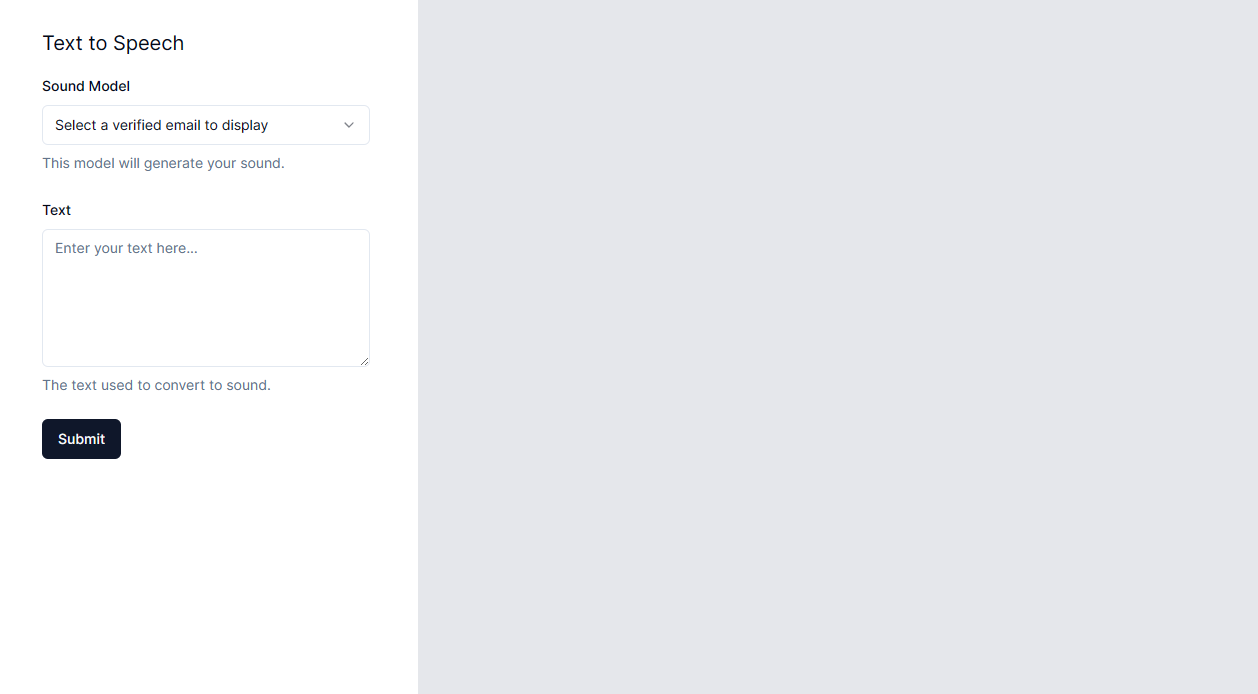 Text to Speech
Sound Model
Select a verified email to display
This model will generate your sound.
Text
Enter your text here...
The text used to convert to sound.
Submit